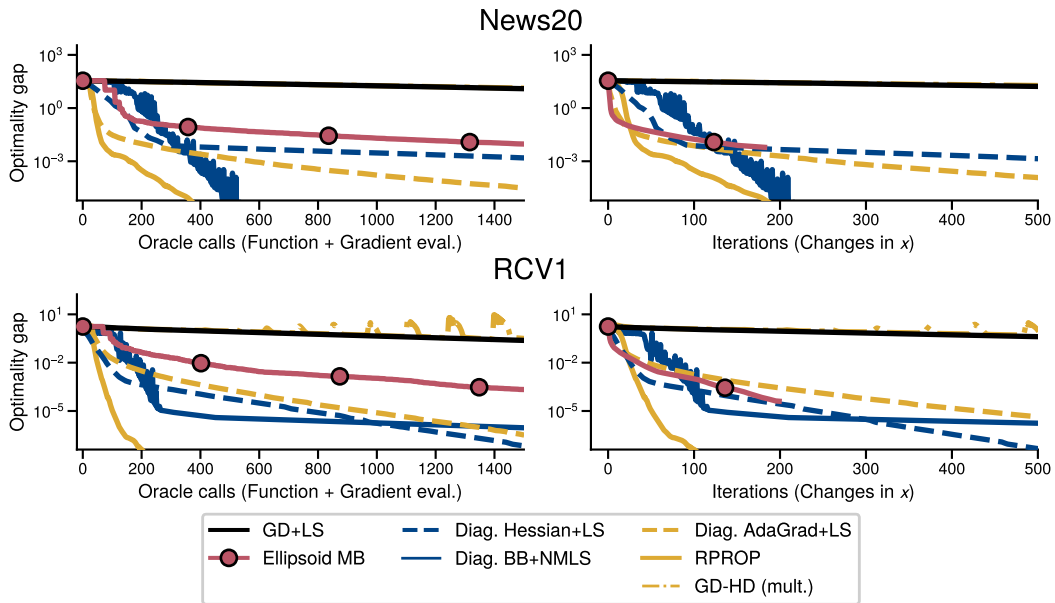 News20
10^3
10^0
10^−3
Optimality gap
0 200 400 600 800 1000 1200 1400
Oracle calls (Function + Gradient eval.)
10^3
10^0
10^−3
0 100 200 300 400 500
Iterations (Changes in x)
RCV1
10^1
10^−2
10^−5
Optimality gap
0 200 400 600 800 1000 1200 1400
Oracle calls (Function + Gradient eval.)
10^1
10^−2
10^−5
0 100 200 300 400 500
Iterations (Changes in x)
GD+LS
Ellipsoid MB
Diag. Hessian+LS
Diag. BB+NMLS
Diag. AdaGrad+LS
RPROP
GD-HD (mult.)